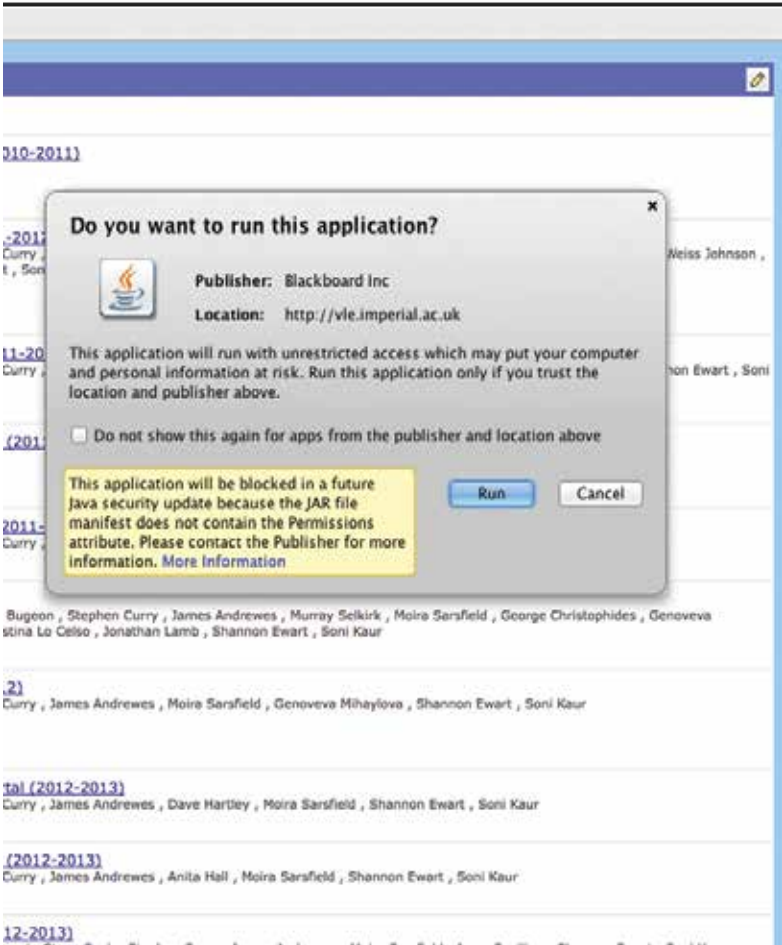 010-2011)
Do you want to run this application?
-2012
Curry ,
Weiss Johnson ,
t , Son
Publisher: Blackboard Inc
Location: http://vle.imperial.ac.uk
11-20
Curry ,
non Ewart , Soni
This application will run with unrestricted access which may put your computer
and personal information at risk. Run this application only if you trust the
location and publisher above.
Do not show this again for apps from the publisher and location above
(201
This application will be blocked in a future
Java security update because the JAR file
manifest does not contain the Permissions
attribute. Please contact the Publisher for more
information. More Information
Run
Cancel
2011-
Curry ,
Bugeon , Stephen Curry , James Andrewes , Murray Selkirk , Moira Sarsfield , George Christophides , Genoveva
stina Lo Celso , Jonathan Lamb , Shannon Ewart , Soni Kaur
.2)
Curry , James Andrewes , Moira Sarsfield , Genoveva Mihaylova , Shannon Ewart , Soni Kaur
tal (2012-2013)
Curry , James Andrewes , Dave Hartley , Moira Sarsfield , Shannon Ewart , Soni Kaur
(2012-2013)
Curry , James Andrewes , Anita Hall , Moira Sarsfield , Shannon Ewart , Soni Kaur
12-2013)